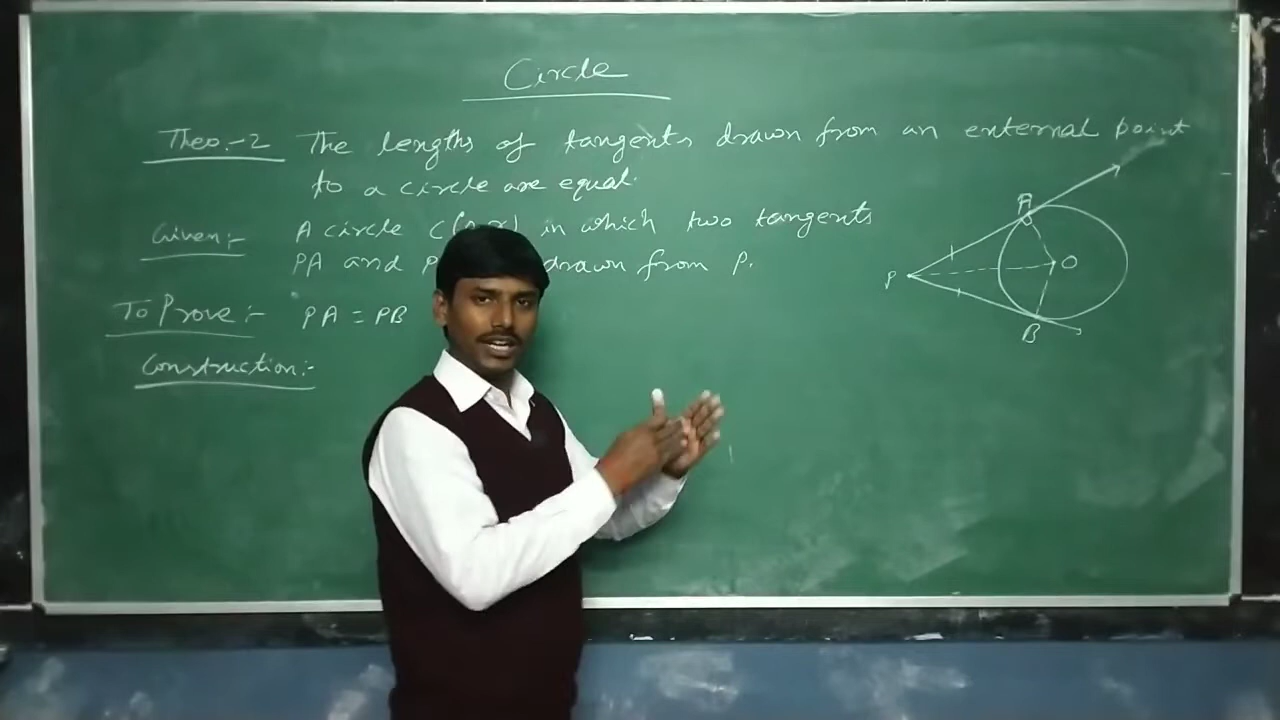 Circle
Theo.-2 The lengths of tangents drawn from an external point
to a circle are equal.
Given:- A circle C(O,r) in which two tangents
PA and P drawn from P.
To Prove:- PA = PB
Construction:-
A
P
O
B